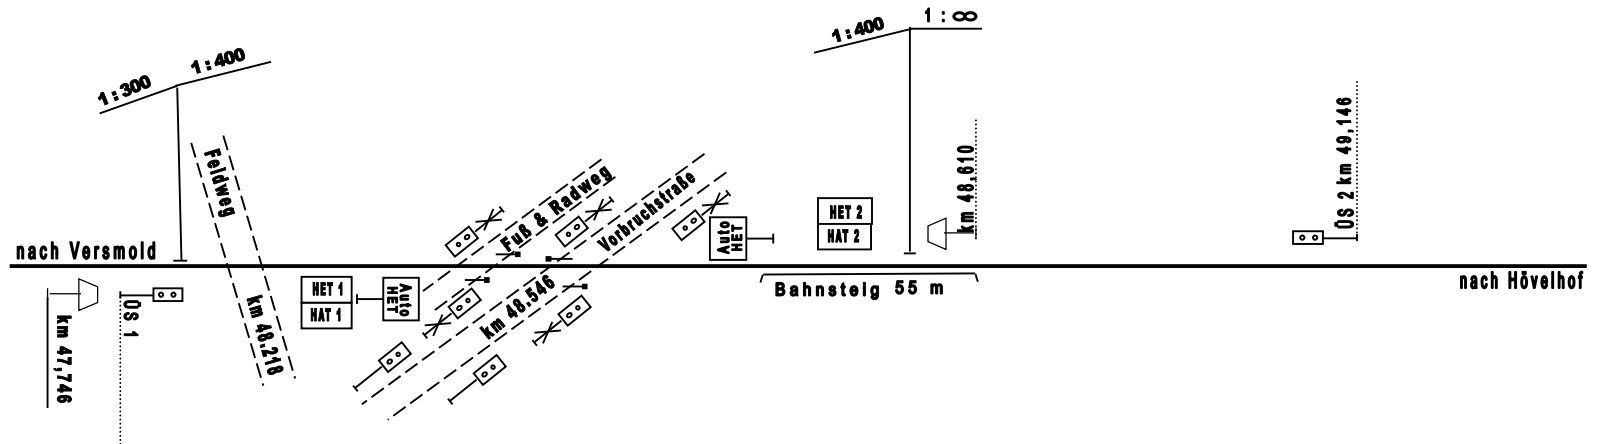 1:300
1:400
1:400
1:∞
Feldweg
Fuß & Radweg
Vorbruchstraße
km 48,610
ÖS 2 km 49,146
HET 2
HAT 2
Auto
HET
nach Versmold
nach Hövelhof
Bahnsteig 55 m
km 47,746
ÖS 1
km 48.218
HET 1
HAT 1
Auto
HET
km 48.546